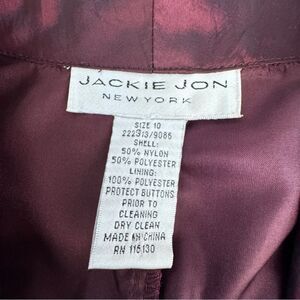 JACKIE JON
NEW YORK
SIZE 10
222313/9085
SHELL:
50% NYLON
50% POLYESTER
LINING:
100% POLYESTER
PROTECT BUTTONS
PRIOR TO
CLEANING
DRY CLEAN
MADE IN CHINA
RN 115130